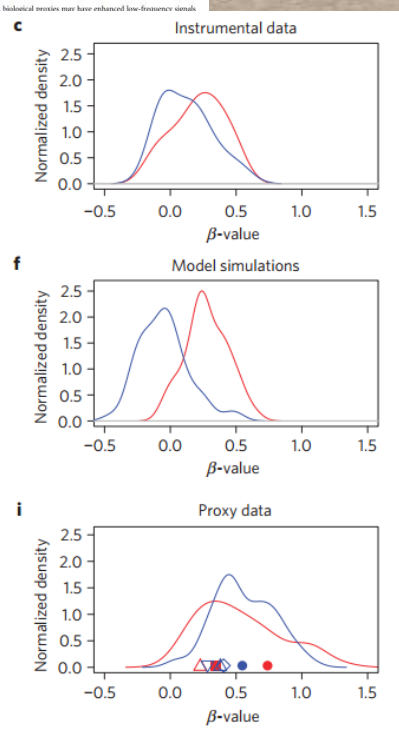 biological proxies may have enhanced low-frequency signals
c
Instrumental data
Normalized density
2.5
2.0
1.5
1.0
0.5
0.0
−0.5 0.0 0.5 1.0 1.5
β-value
f
Model simulations
Normalized density
2.5
2.0
1.5
1.0
0.5
0.0
−0.5 0.0 0.5 1.0 1.5
β-value
i
Proxy data
Normalized density
2.5
2.0
1.5
1.0
0.5
0.0
−0.5 0.0 0.5 1.0 1.5
β-value